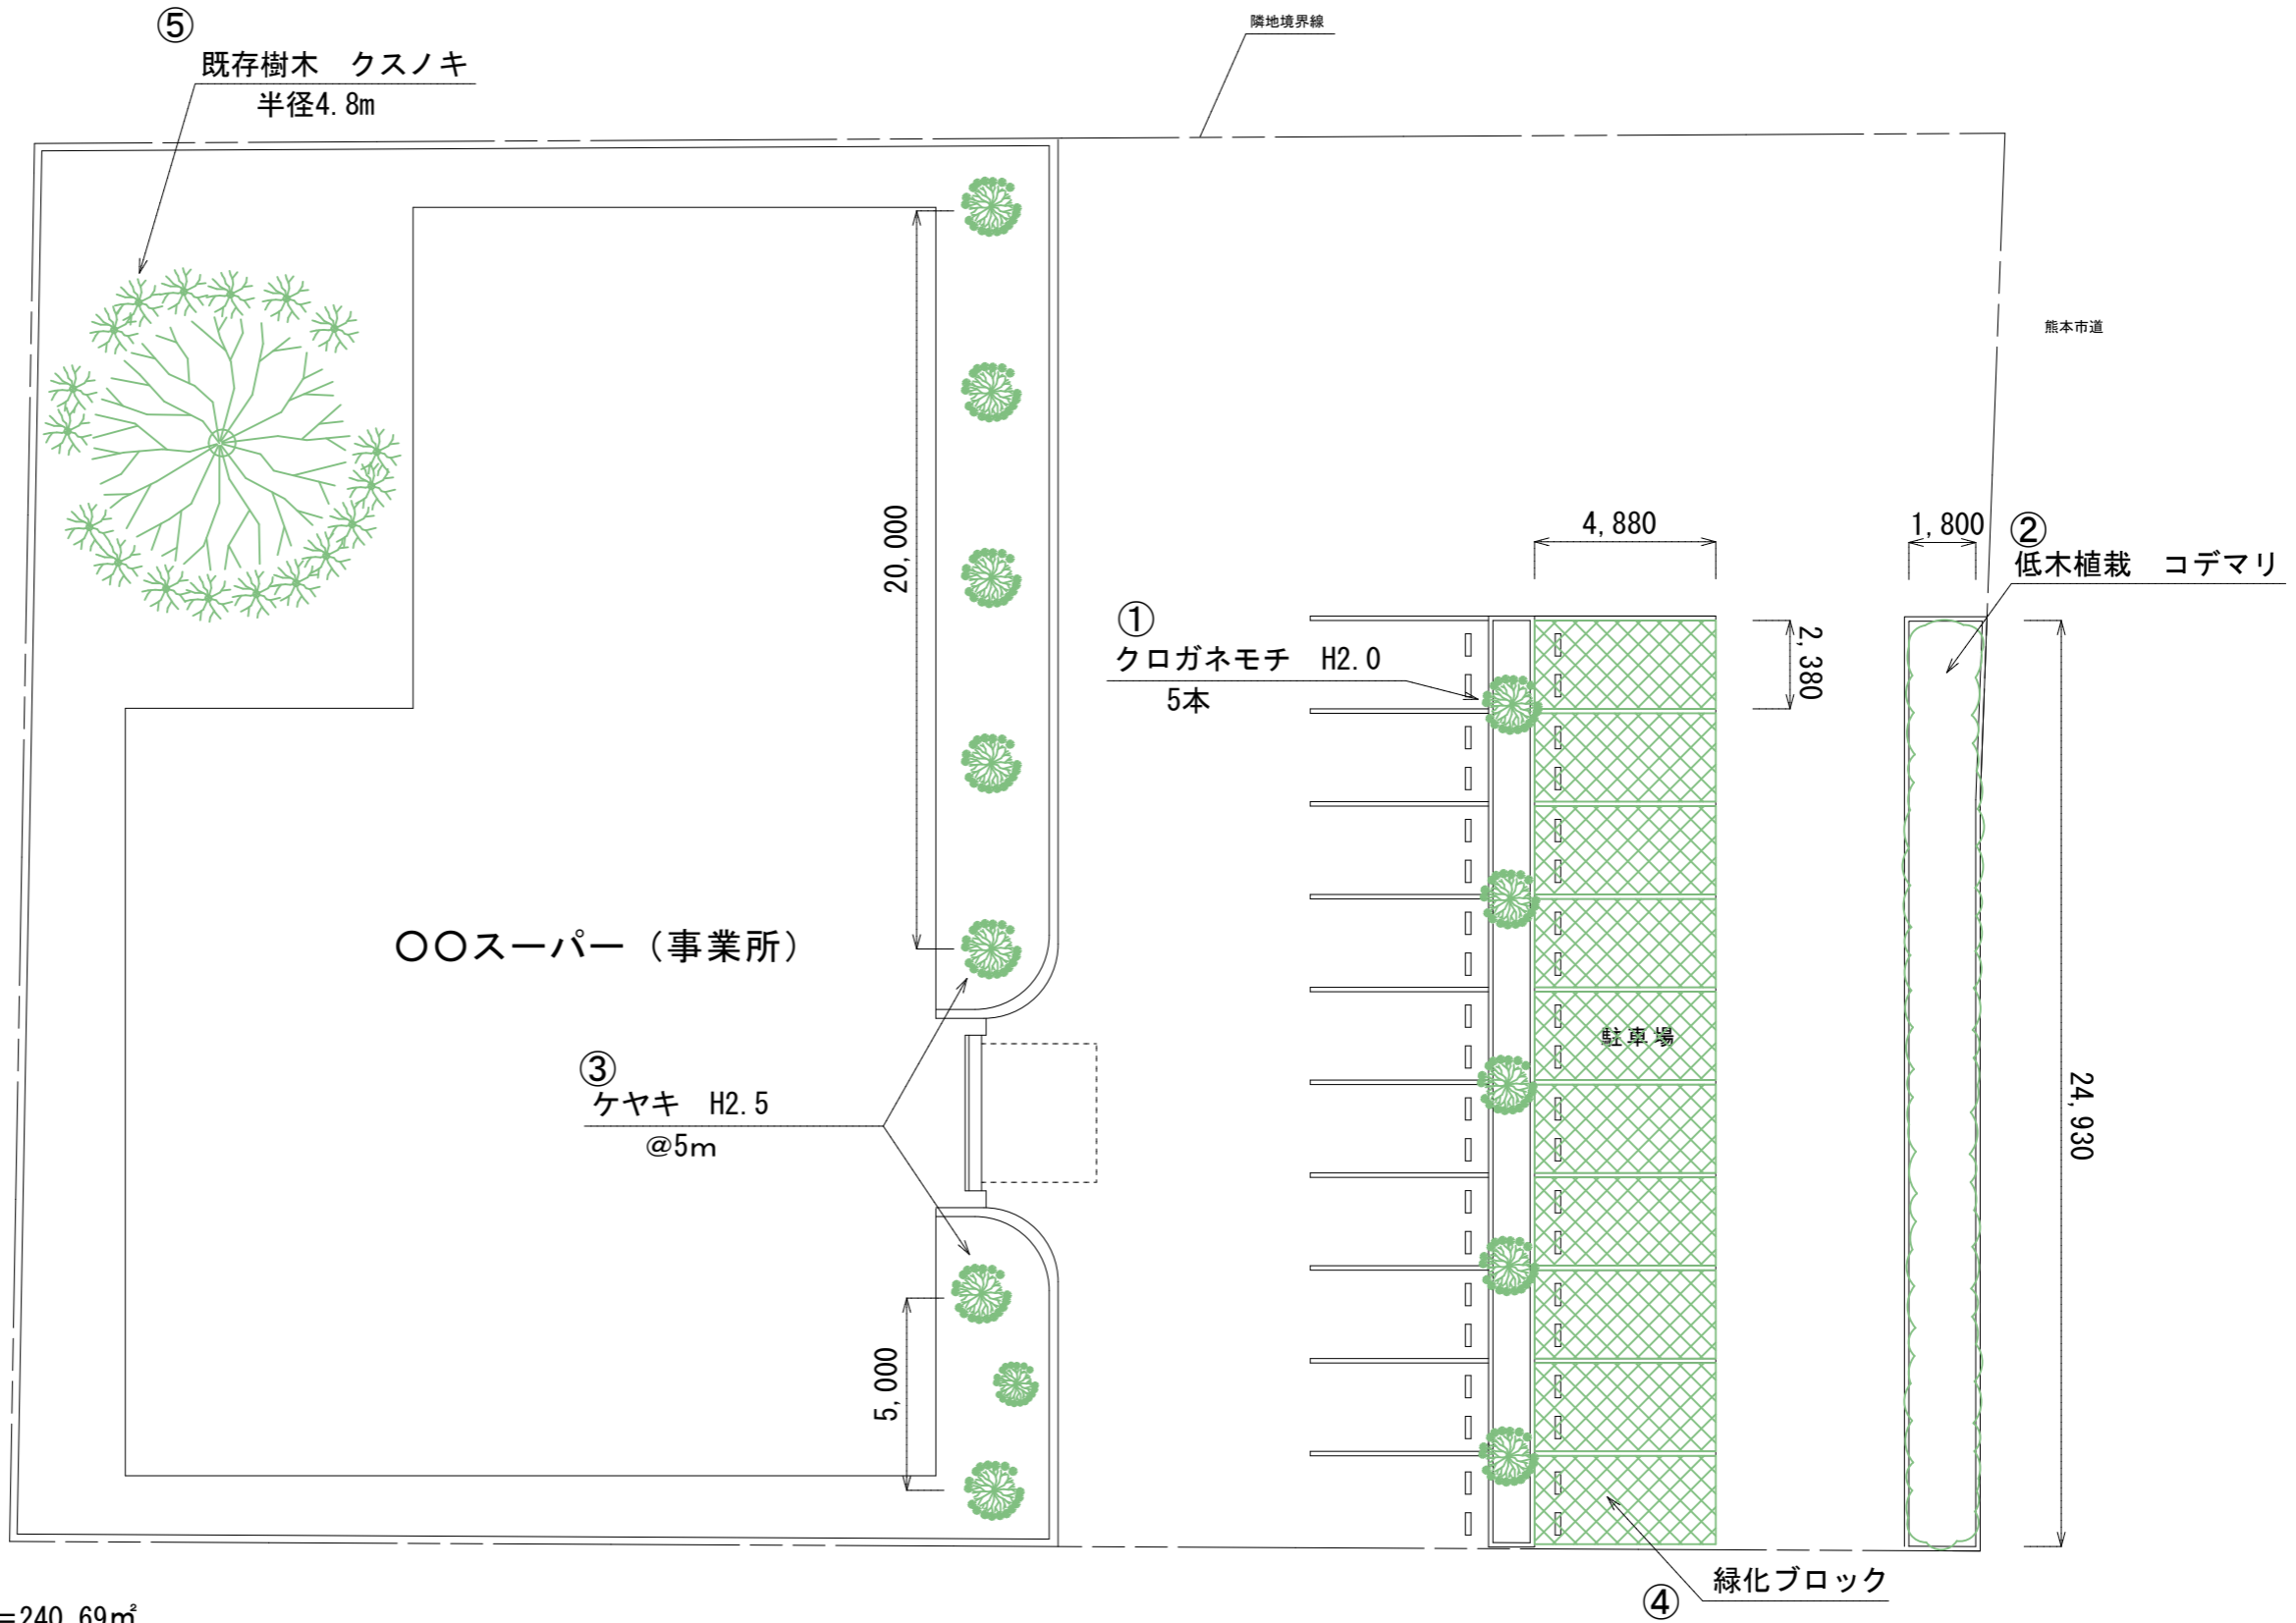 ⑤
既存樹木　クスノキ
半径4.8m
隣地境界線
熊本市道
4,880
1,800
②
低木植栽　コデマリ
20,000
①
クロガネモチ　H2.0
5本
2,380
〇〇スーパー（事業所）
駐車場
③
ケヤキ　H2.5
@5m
24,930
5,000
緑化ブロック
④
=240.69㎡